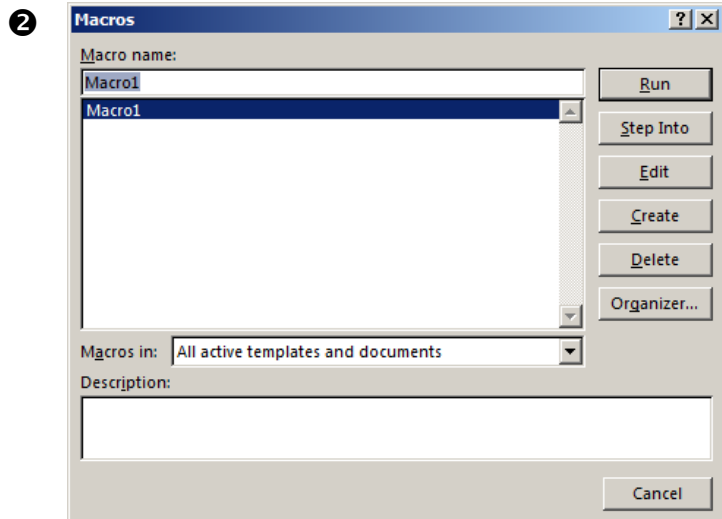 ❷
Macros
Macro name:
Macro1
Run
Macro1
Step Into
Edit
Create
Delete
Organizer...
Macros in: All active templates and documents
Description:
Cancel